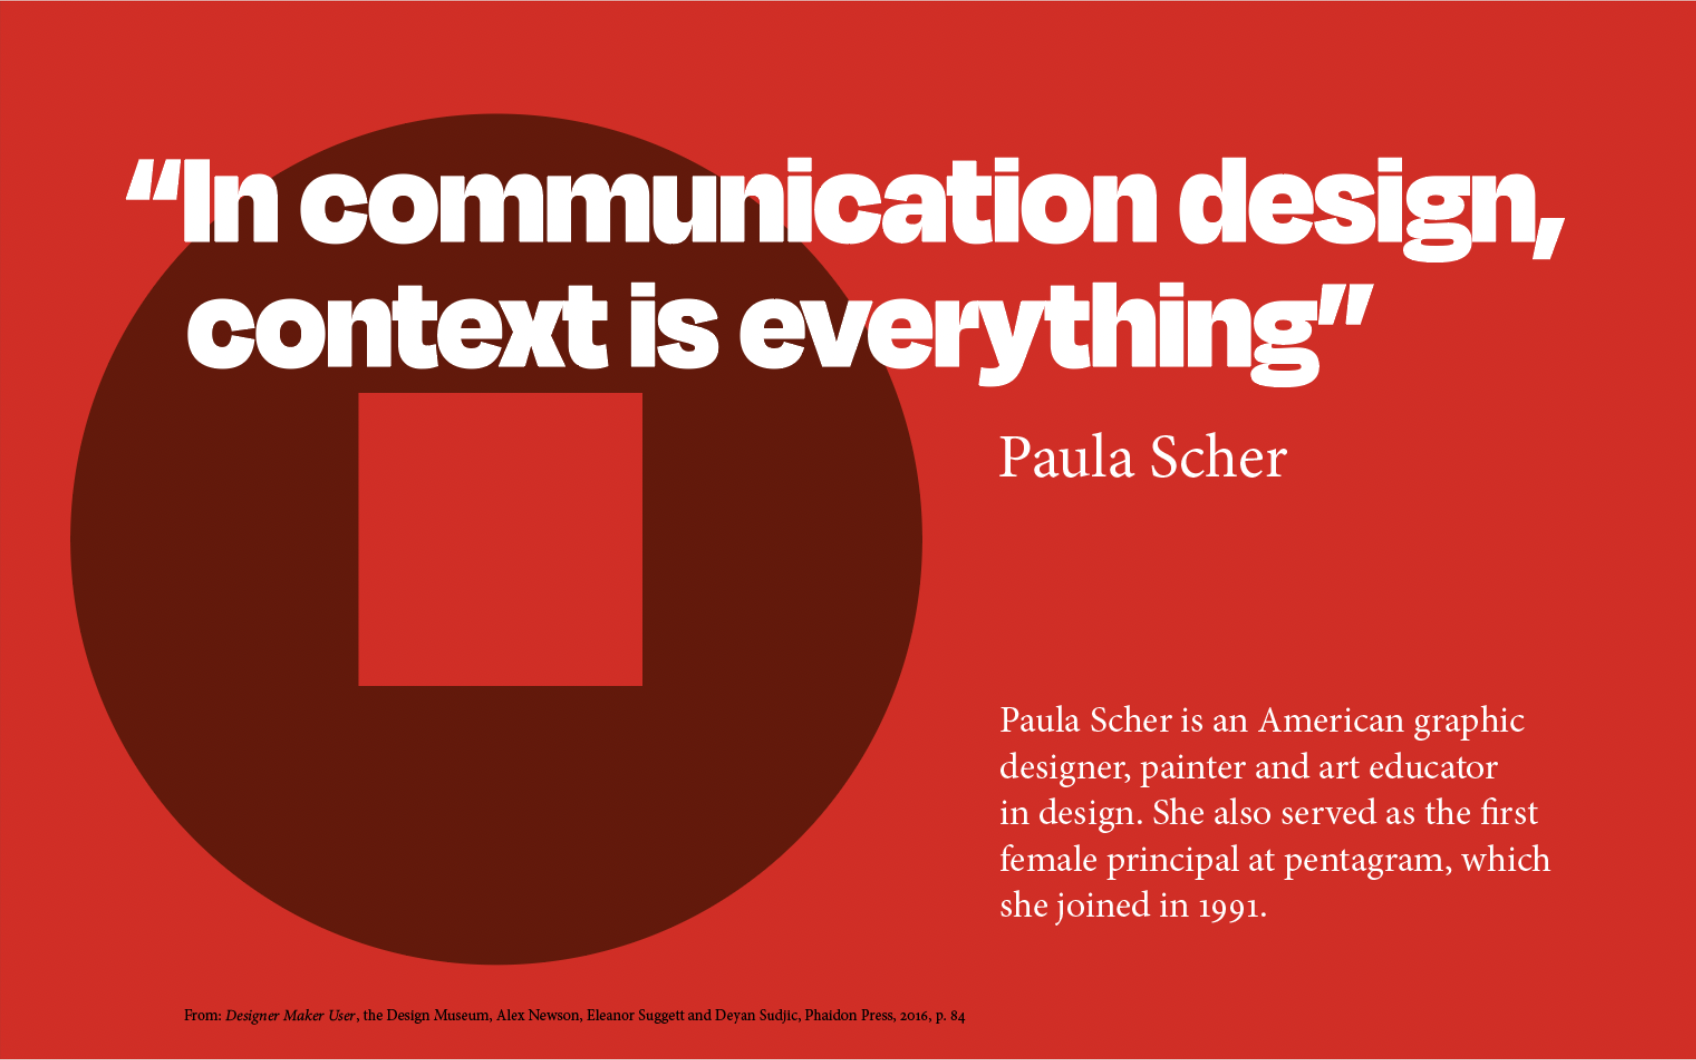 “In communication design,
context is everything”
Paula Scher
Paula Scher is an American graphic
designer, painter and art educator
in design. She also served as the first
female principal at pentagram, which
she joined in 1991.
From: Designer Maker User, the Design Museum, Alex Newson, Eleanor Suggett and Deyan Sudjic, Phaidon Press, 2016, p. 84